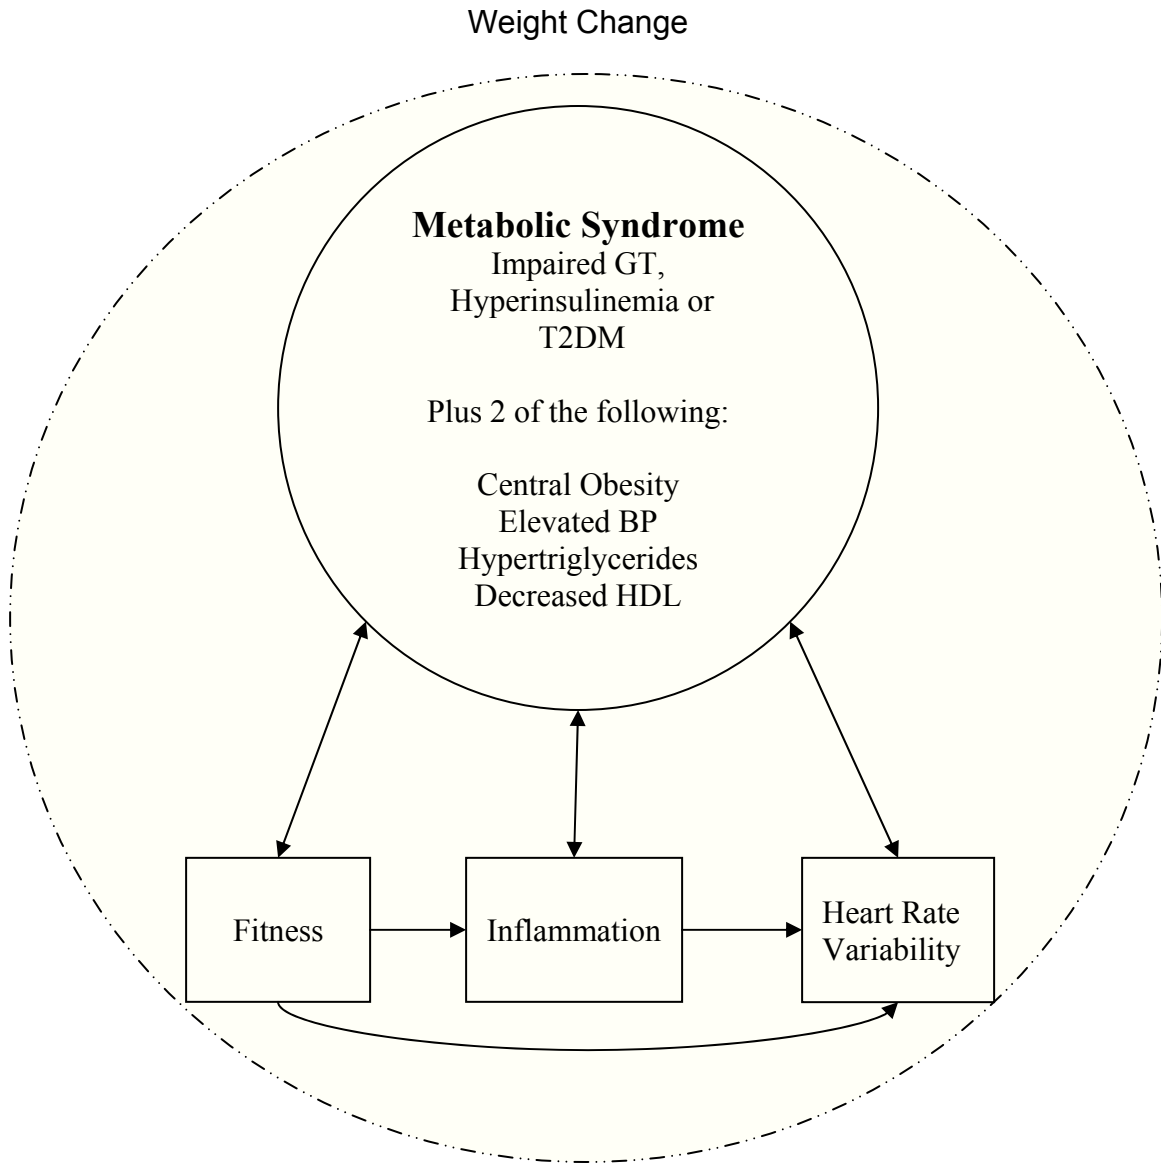 Weight Change
Metabolic Syndrome
Impaired GT,
Hyperinsulinemia or
T2DM
Plus 2 of the following:
Central Obesity
Elevated BP
Hypertriglycerides
Decreased HDL
Fitness
Inflammation
Heart Rate
Variability